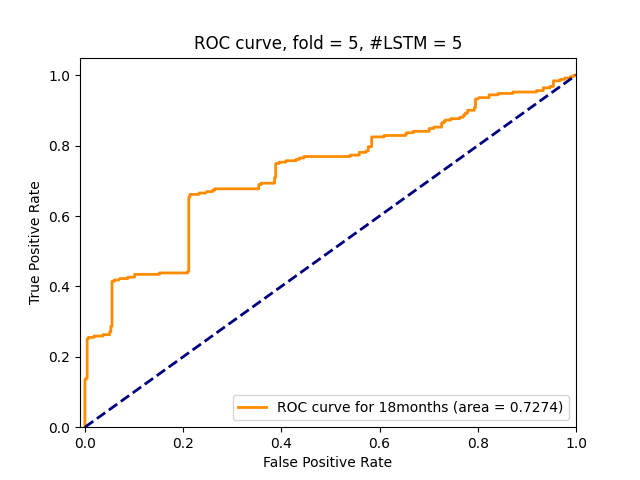 ROC curve, fold = 5, #LSTM = 5
True Positive Rate
1.0
0.8
0.6
0.4
0.2
0.0
ROC curve for 18months (area = 0.7274)
0.0 0.2 0.4 0.6 0.8 1.0
False Positive Rate